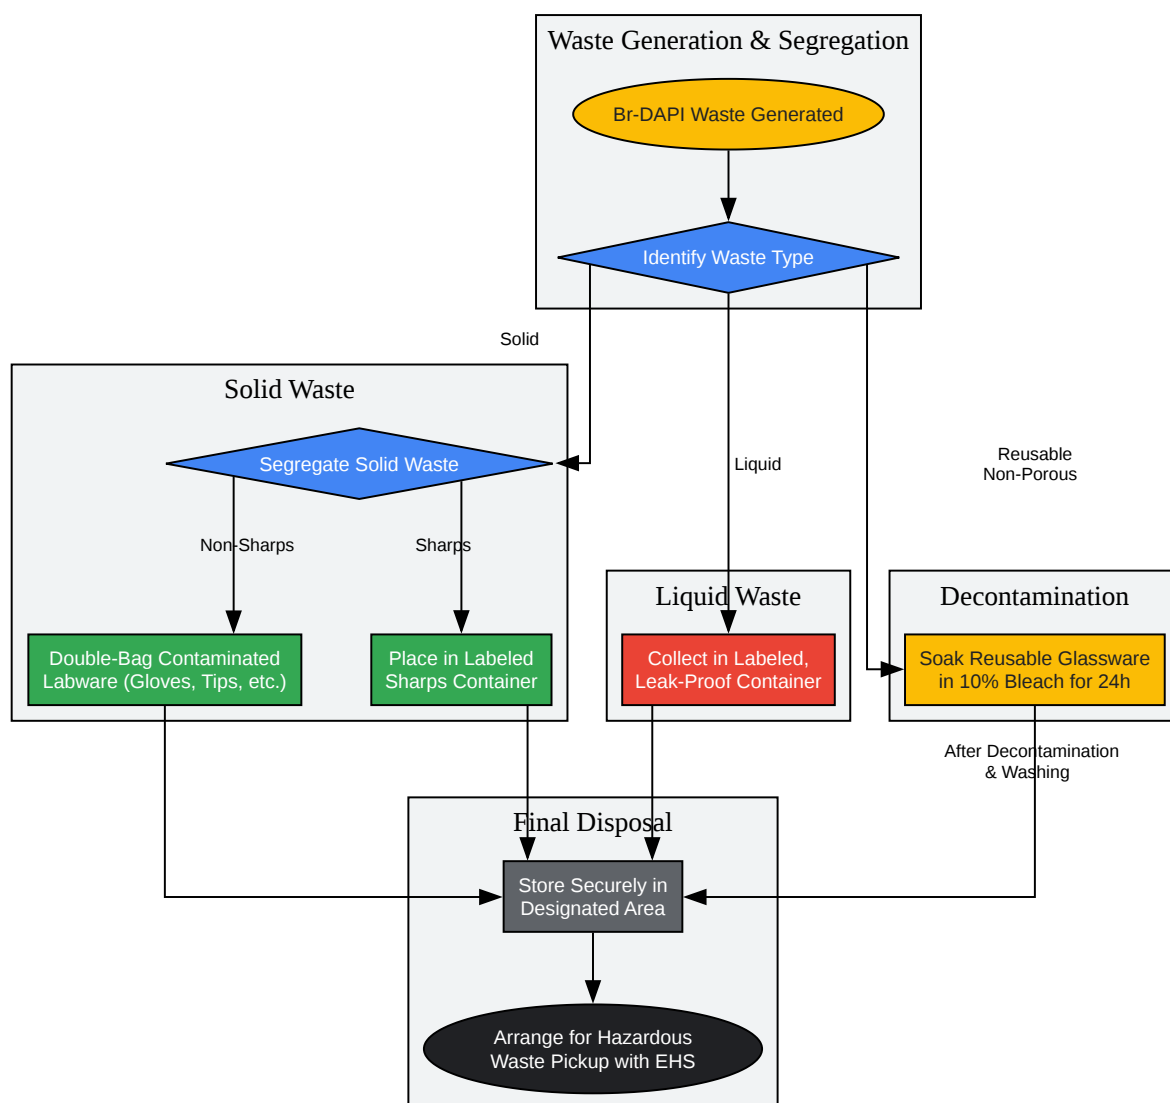 Waste Generation & Segregation
Br-DAPI Waste Generated
Identify Waste Type
Solid
Solid Waste
Segregate Solid Waste
Liquid
Reusable
Non-Porous
Non-Sharps
Sharps
Liquid Waste
Decontamination
Double-Bag Contaminated
Labware (Gloves, Tips, etc.)
Place in Labeled
Sharps Container
Collect in Labeled,
Leak-Proof Container
Soak Reusable Glassware
in 10% Bleach for 24h
After Decontamination
& Washing
Final Disposal
Store Securely in
Designated Area
Arrange for Hazardous
Waste Pickup with EHS